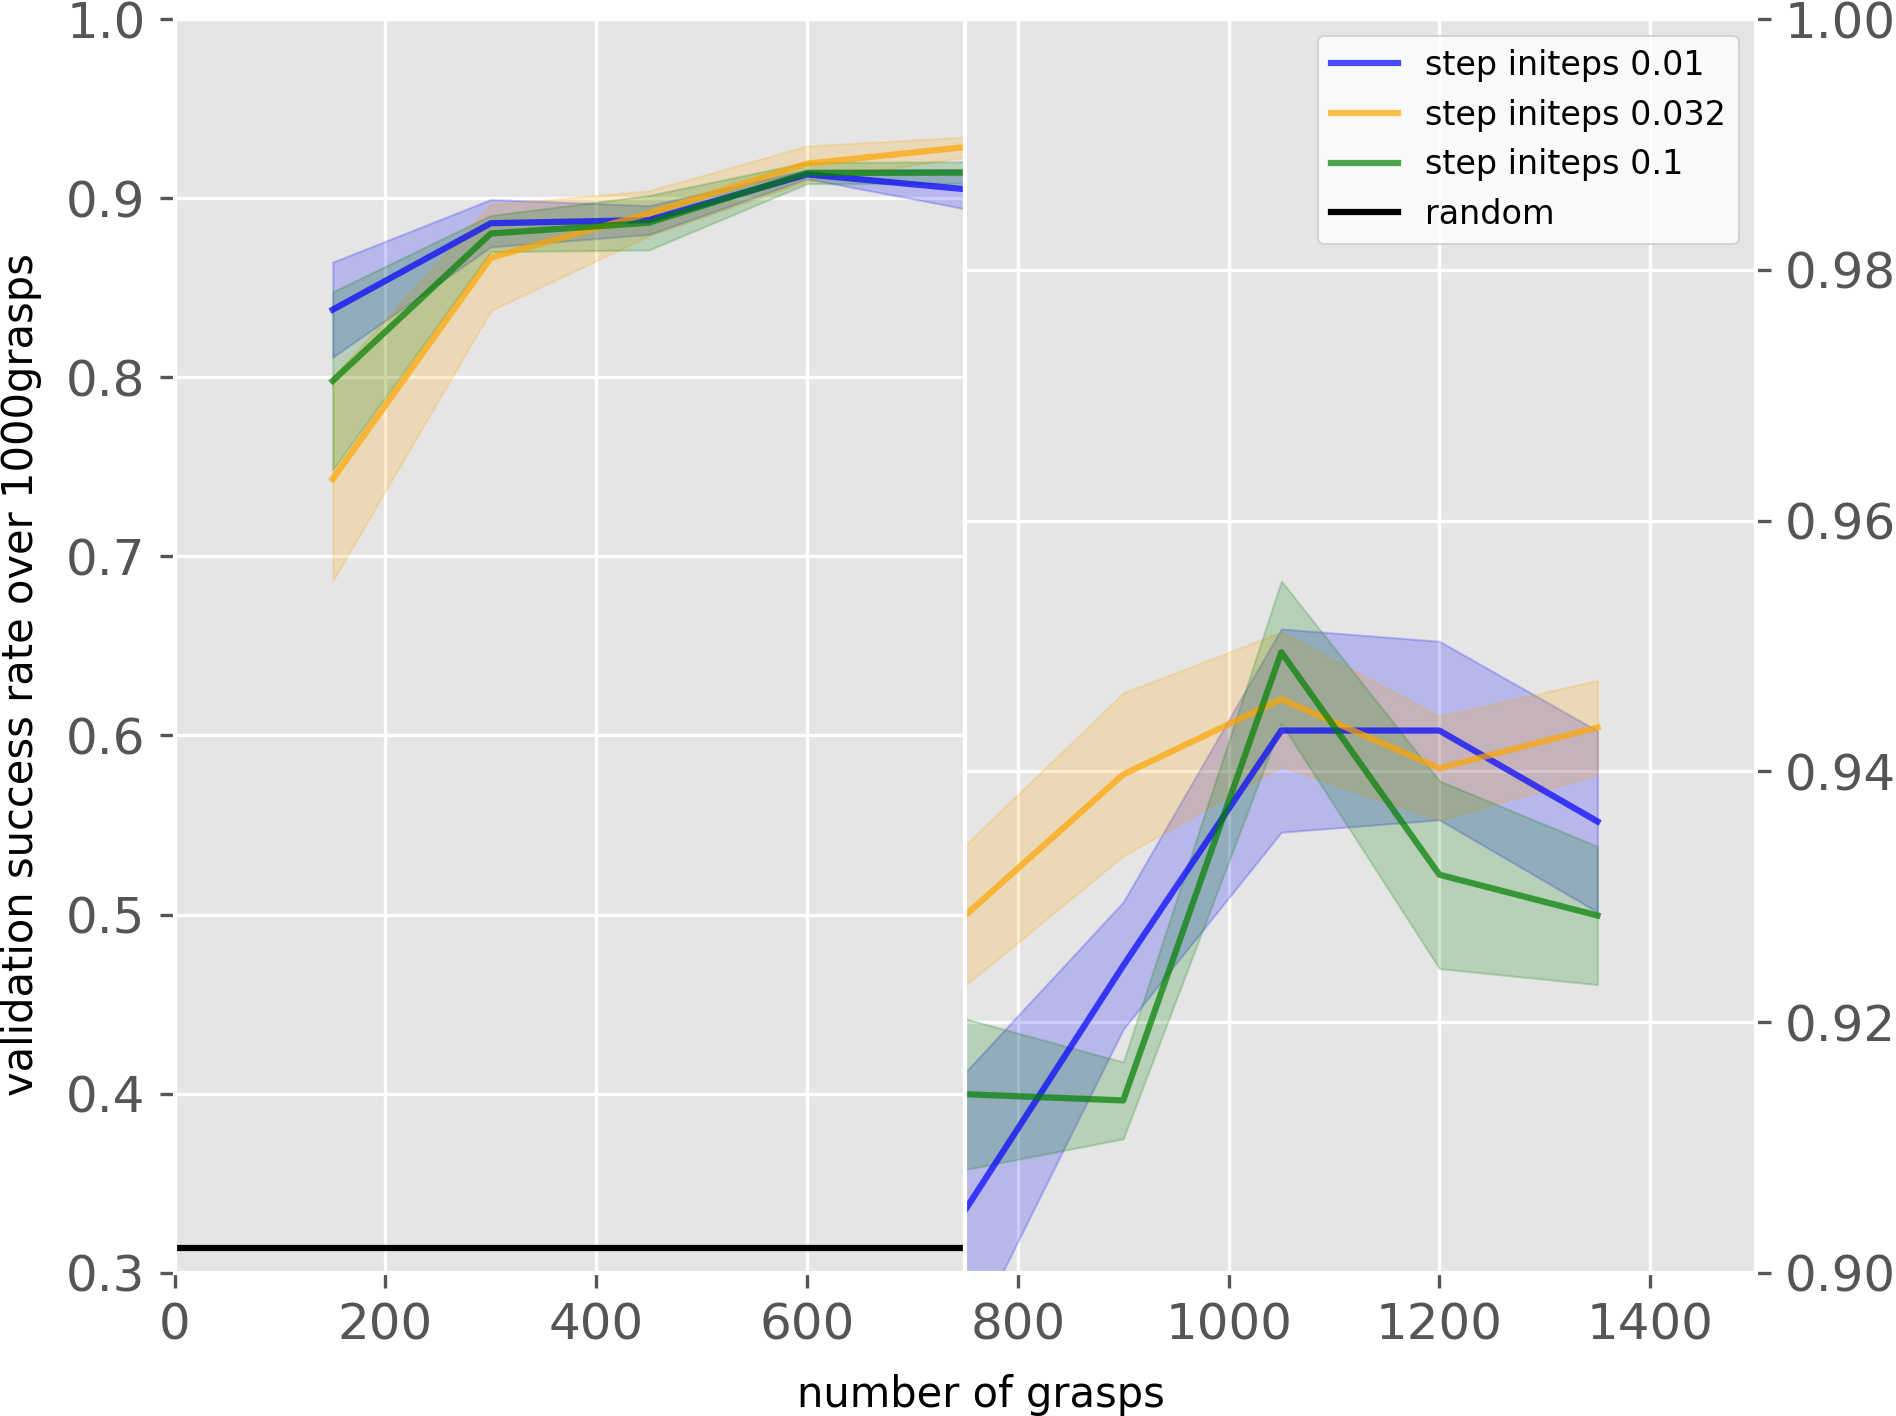 step initeps 0.01
step initeps 0.032
step initeps 0.1
random
validation success rate over 1000grasps
1.0
0.9
0.8
0.7
0.6
0.5
0.4
0.3
1.00
0.98
0.96
0.94
0.92
0.90
0 200 400 600 800 1000 1200 1400
number of grasps